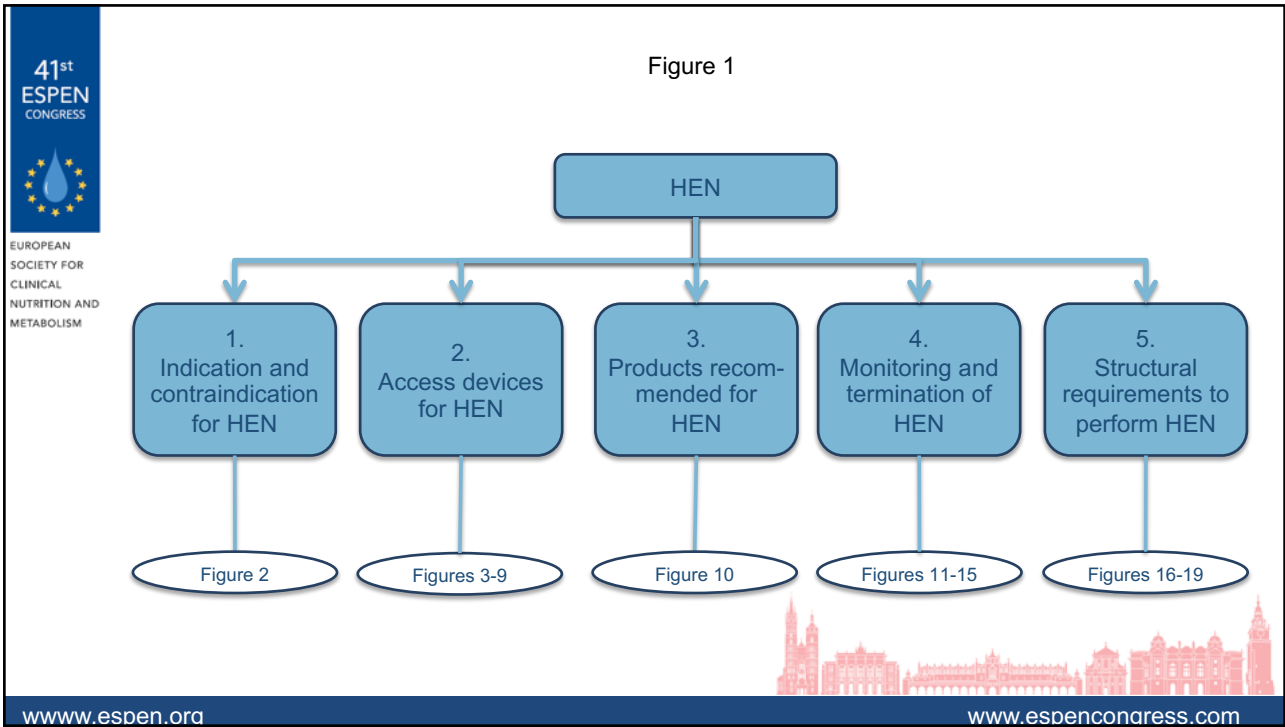 41st
ESPEN
CONGRESS
EUROPEAN
SOCIETY FOR
CLINICAL
NUTRITION AND
METABOLISM
Figure 1
HEN
1.
Indication and
contraindication
for HEN
2.
Access devices
for HEN
3.
Products recom-
mended for
HEN
4.
Monitoring and
termination of
HEN
5.
Structural
requirements to
perform HEN
Figure 2
Figures 3-9
Figure 10
Figures 11-15
Figures 16-19
wwww.espen.org
www.espencongress.com